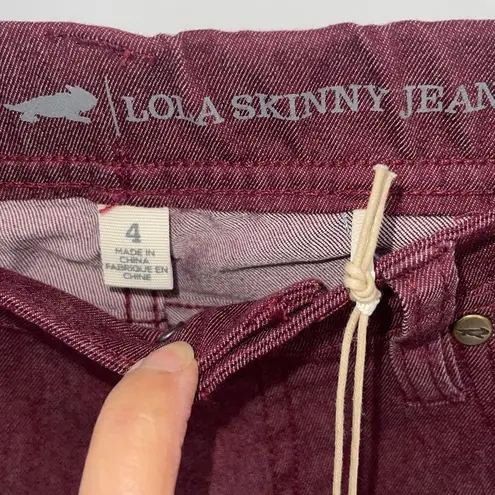 LOLA SKINNY JEAN
4
MADE IN
CHINA
FABRIQUE EN
CHINE